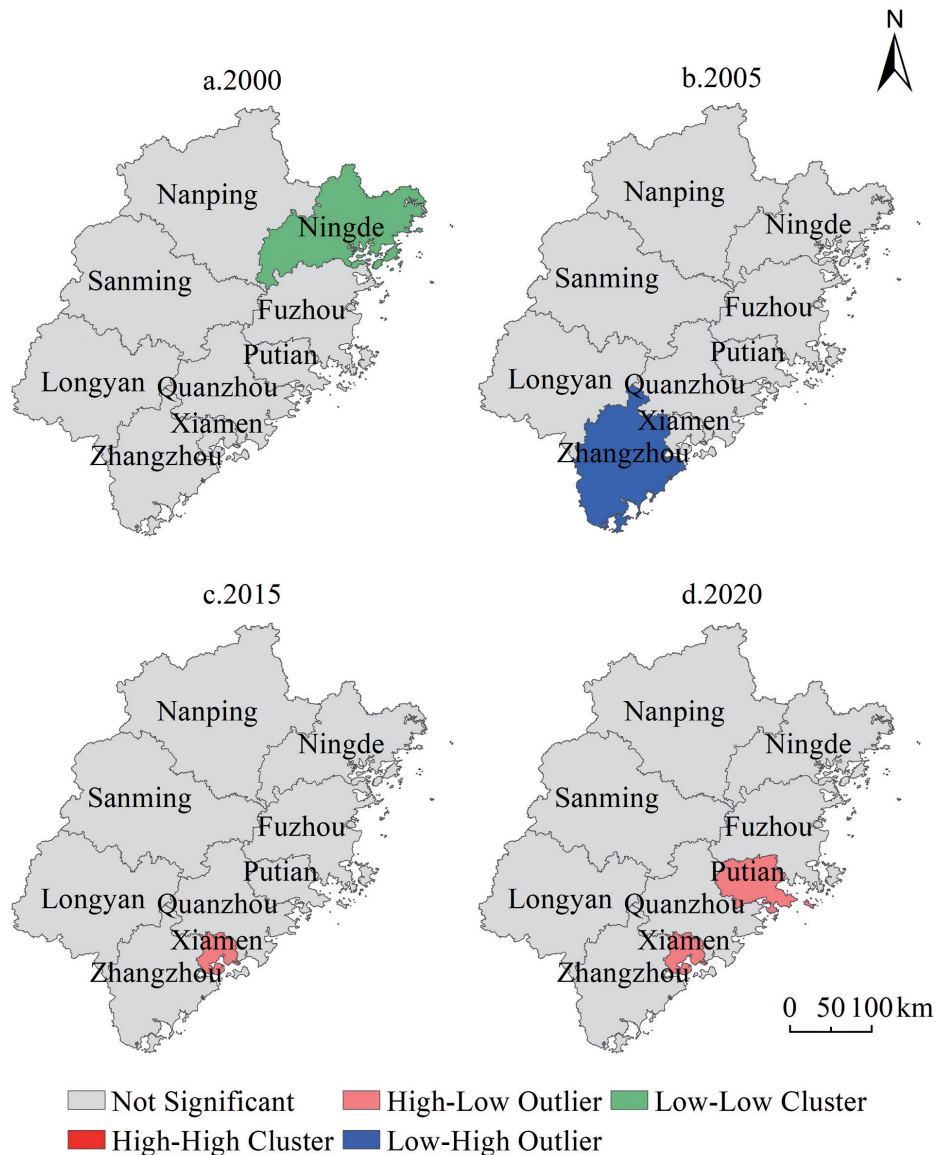 N
a.2000
b.2005
Nanping
Ningde
Sanming
Fuzhou
Putian
Longyan
Quanzhou
Xiamen
Zhangzhou
Nanping
Ningde
Sanming
Fuzhou
Putian
Longyan
Quanzhou
Xiamen
Zhangzhou
c.2015
d.2020
Nanping
Ningde
Sanming
Fuzhou
Putian
Longyan
Quanzhou
Xiamen
Zhangzhou
Nanping
Ningde
Sanming
Fuzhou
Putian
Longyan
Quanzhou
Xiamen
Zhangzhou
0 50 100 km
Not Significant High-Low Outlier Low-Low Cluster
High-High Cluster Low-High Outlier